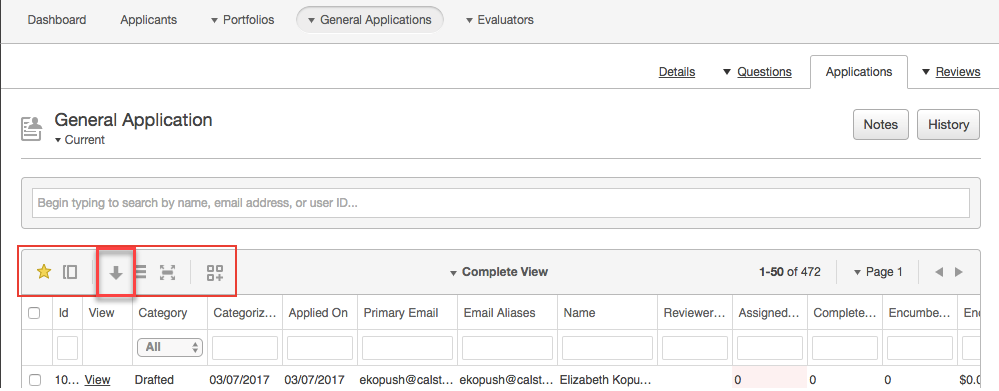 Dashboard Applicants ▼ Portfolios ▼ General Applications ▼ Evaluators
Details ▼ Questions Applications ▼ Reviews
General Application
▼ Current
Notes History
Begin typing to search by name, email address, or user ID...
▼ Complete View 1-50 of 472 ▼ Page 1
Id View Category Categoriz... Applied On Primary Email Email Aliases Name Reviewer... Assigned... Complete... Encumbe... Enc
All
10... View Drafted 03/07/2017 03/07/2017 ekopush@calst... ekopush@calst... Elizabeth Kopu... 0 0 0 $0.0